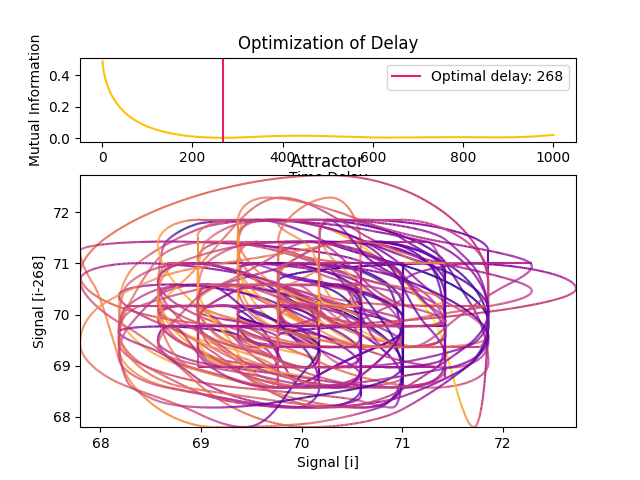 Optimization of Delay
Mutual Information
0.4
0.2
0.0
Optimal delay: 268
0 200 400 600 800 1000
Time Delay
Attractor
Signal [i-268]
72
71
70
69
68
68 69 70 71 72
Signal [i]